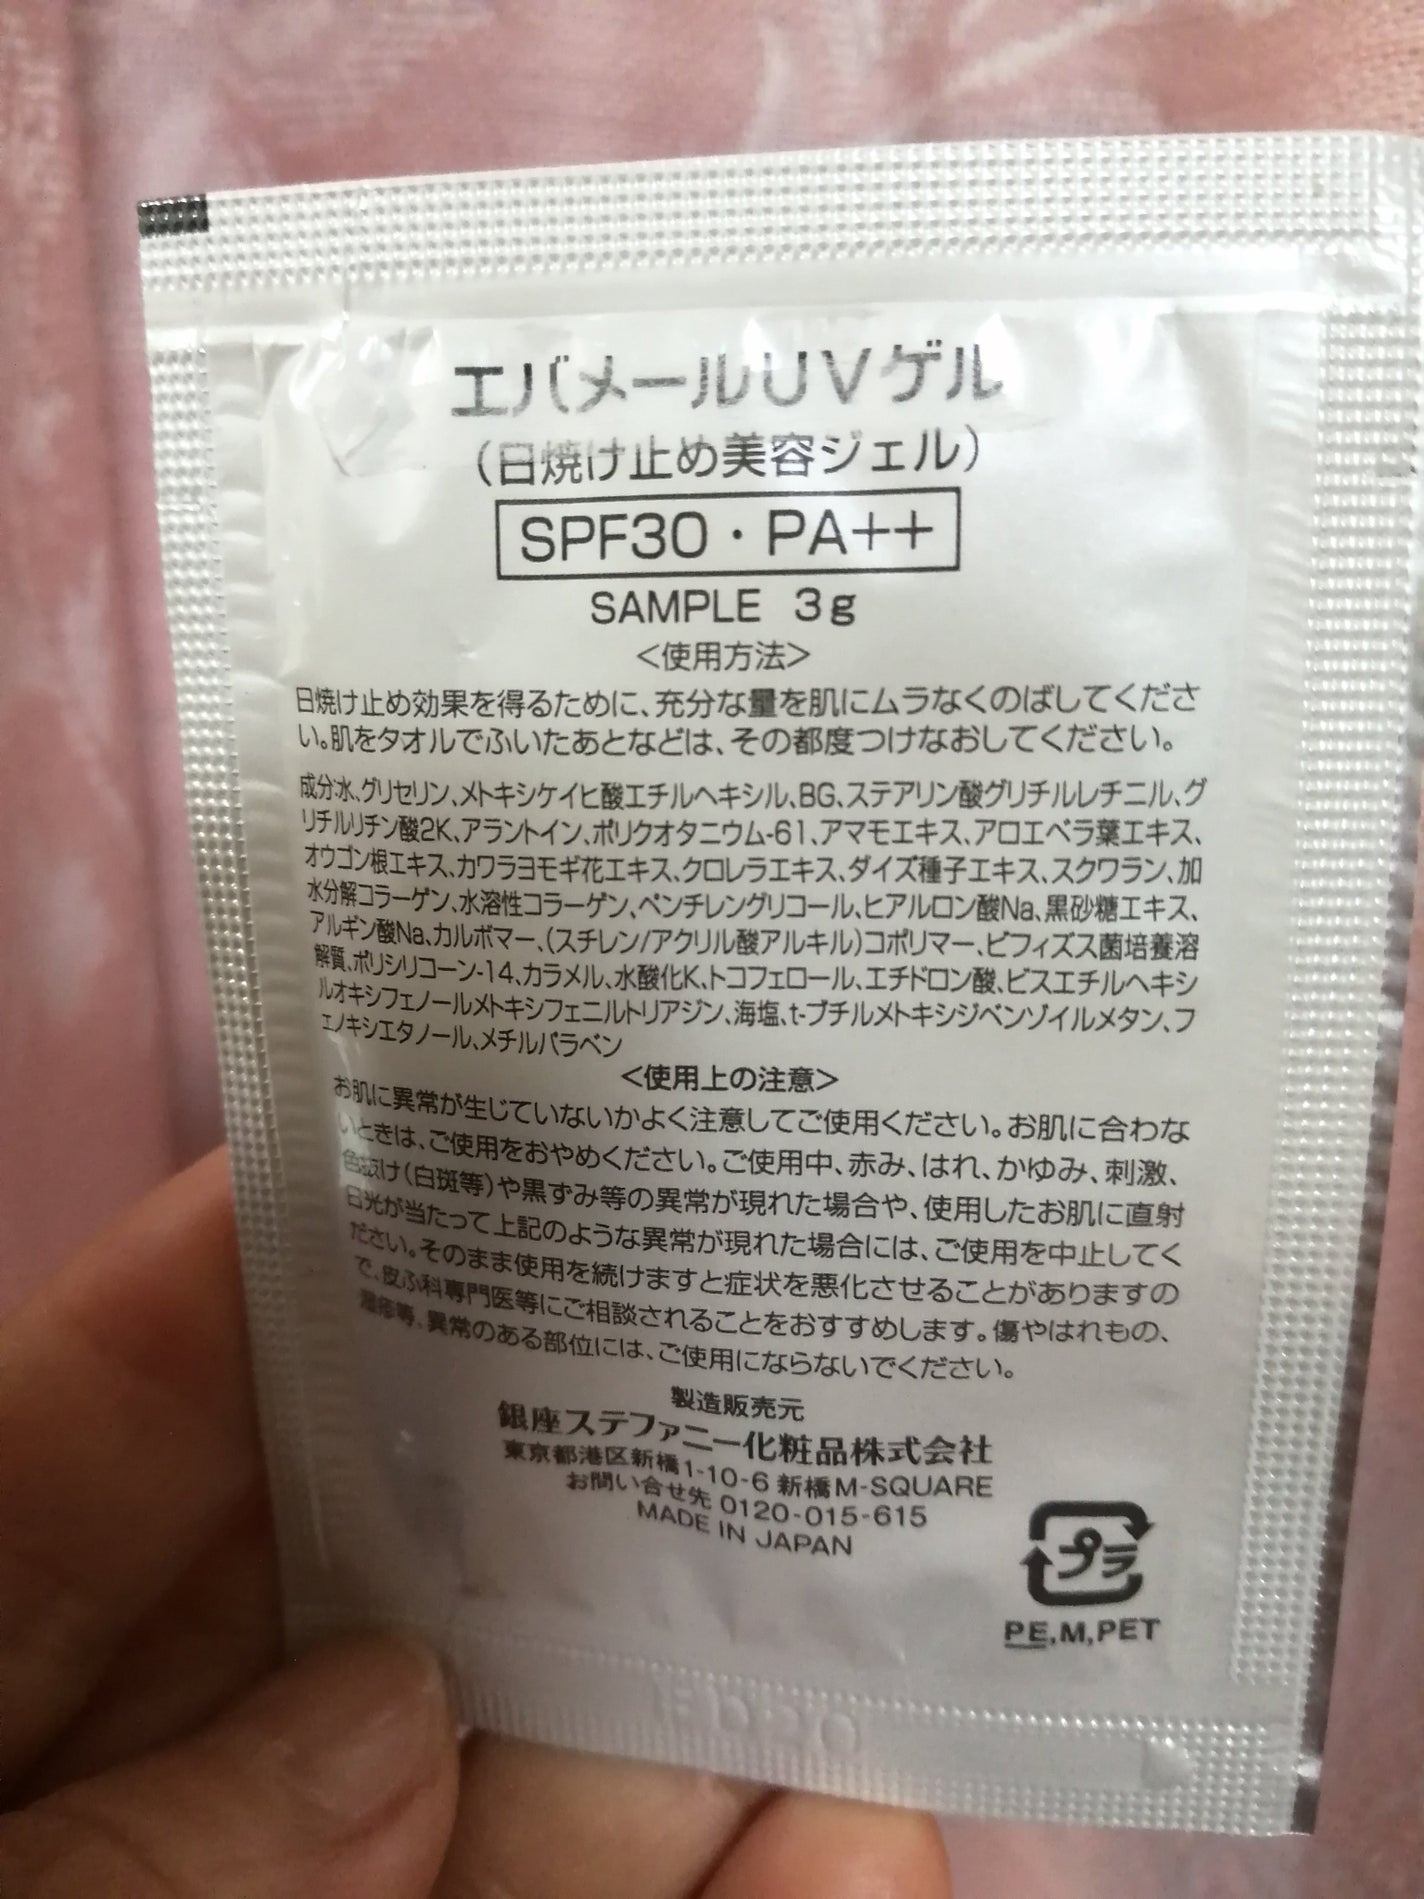 エバメールUVゲル
(日焼け止め美容ジェル)
SPF30・PA++
SAMPLE 3g
<使用方法>
日焼け止め効果を得るために、充分な量を肌にムラなくのばしてくださ
い。肌をタオルでふいたあとなどは、その都度つけなおしてください。
成分:水、グリセリン、メトキシケイヒ酸エチルヘキシル、BG、ステアリン酸グリチルレチニル、グ
リチルリチン酸2K、アラントイン、ポリクオタニウム-61、アマモエキス、アロエベラ葉エキス、
オウゴン根エキス、カワラヨモギ花エキス、クロレラエキス、ダイズ種子エキス、スクワラン、加
水分解コラーゲン、水溶性コラーゲン、ペンチレングリコール、ヒアルロン酸Na、黒砂糖エキス、
アルギン酸Na、カルボマー、(スチレン/アクリル酸アルキル)コポリマー、ビフィズス菌培養溶
解質、ポリシリコーン-14、カラメル、水酸化K、トコフェロール、エチドロン酸、ビスエチルヘキシ
ルオキシフェノールメトキシフェニルトリアジン、海塩、t-ブチルメトキシジベンゾイルメタン、フ
ェノキシエタノール、メチルパラベン
<使用上の注意>
お肌に異常が生じていないかよく注意してご使用ください。お肌に合わな
いときは、ご使用をおやめください。ご使用中、赤み、はれ、かゆみ、刺激、
色抜け(白斑等)や黒ずみ等の異常が現れた場合や、使用したお肌に直射
日光が当たって上記のような異常が現れた場合には、ご使用を中止してく
ださい。そのまま使用を続けますと症状を悪化させることがありますの
で、皮ふ科専門医等にご相談されることをおすすめします。傷やはれもの、
湿疹等、異常のある部位には、ご使用にならないでください。
製造販売元
銀座ステファニー化粧品株式会社
東京都港区新橋1-10-6 新橋M-SQUARE
お問い合せ先 0120-015-615
MADE IN JAPAN
プラ
PE,M,PET